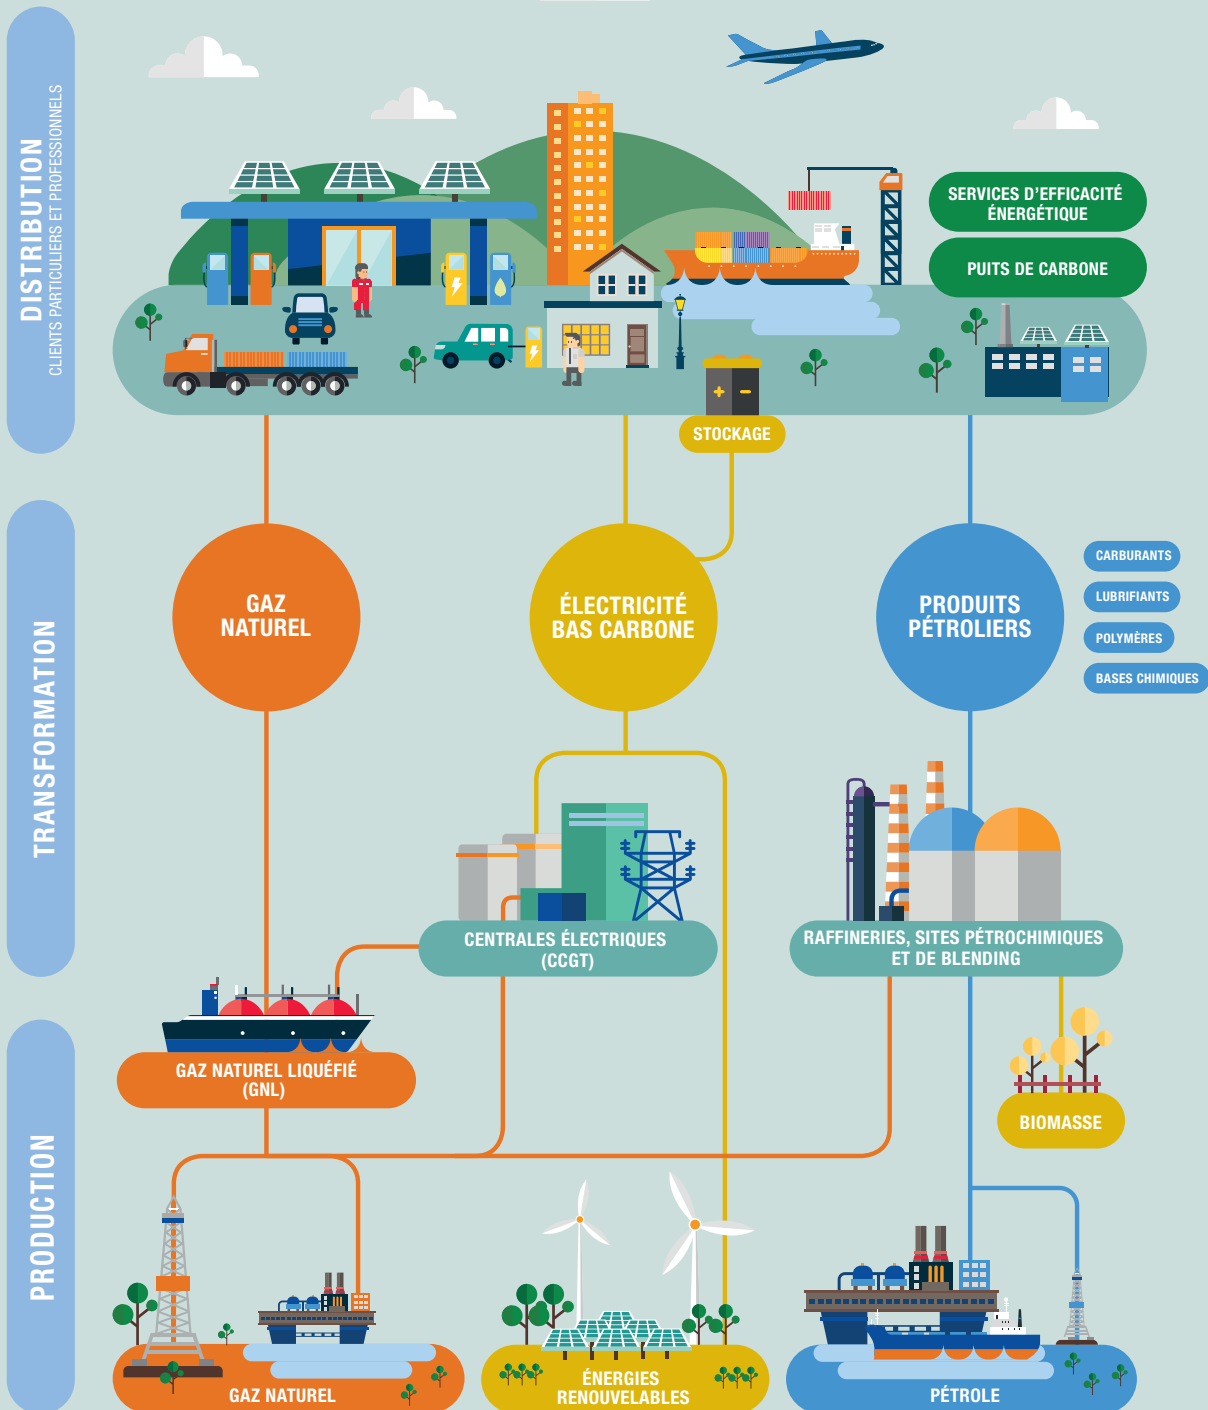 DISTRIBUTION
CLIENTS PARTICULIERS ET PROFESSIONNELS
SERVICES D'EFFICACITÉ
ÉNERGÉTIQUE
PUITS DE CARBONE
+ -
STOCKAGE
TRANSFORMATION
GAZ
NATUREL
ÉLECTRICITÉ
BAS CARBONE
PRODUITS
PÉTROLIERS
CARBURANTS
LUBRIFIANTS
POLYMÈRES
BASES CHIMIQUES
CENTRALES ÉLECTRIQUES
(CCGT)
RAFFINERIES, SITES PÉTROCHIMIQUES
ET DE BLENDING
PRODUCTION
GAZ NATUREL LIQUÉFIÉ
(GNL)
BIOMASSE
GAZ NATUREL
ÉNERGIES
RENOUVELABLES
PÉTROLE